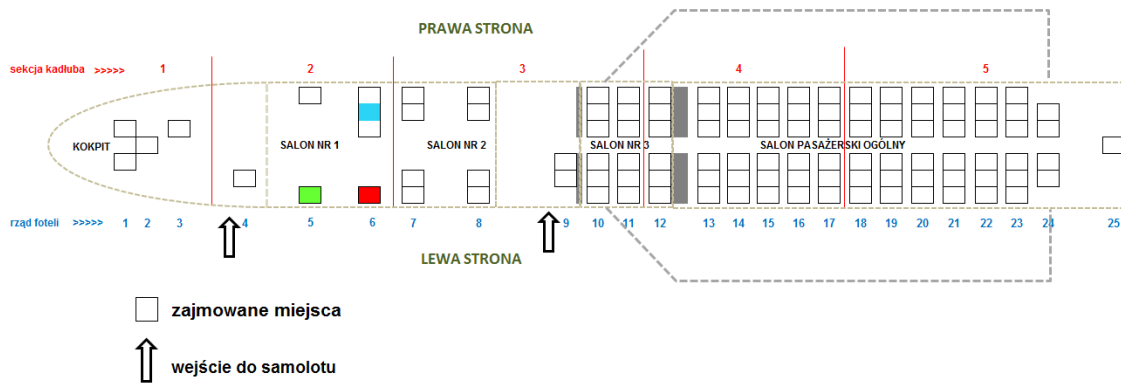 PRAWA STRONA
sekcja kadłuba >>>>> 1 2 3 4 5
KOKPIT SALON NR 1 SALON NR 2 SALON NR 3 SALON PASAŻERSKI OGÓLNY
rząd foteli >>>>> 1 2 3 4 5 6 7 8 9 10 11 12 13 14 15 16 17 18 19 20 21 22 23 24 25
LEWA STRONA
zajmowane miejsca
wejście do samolotu